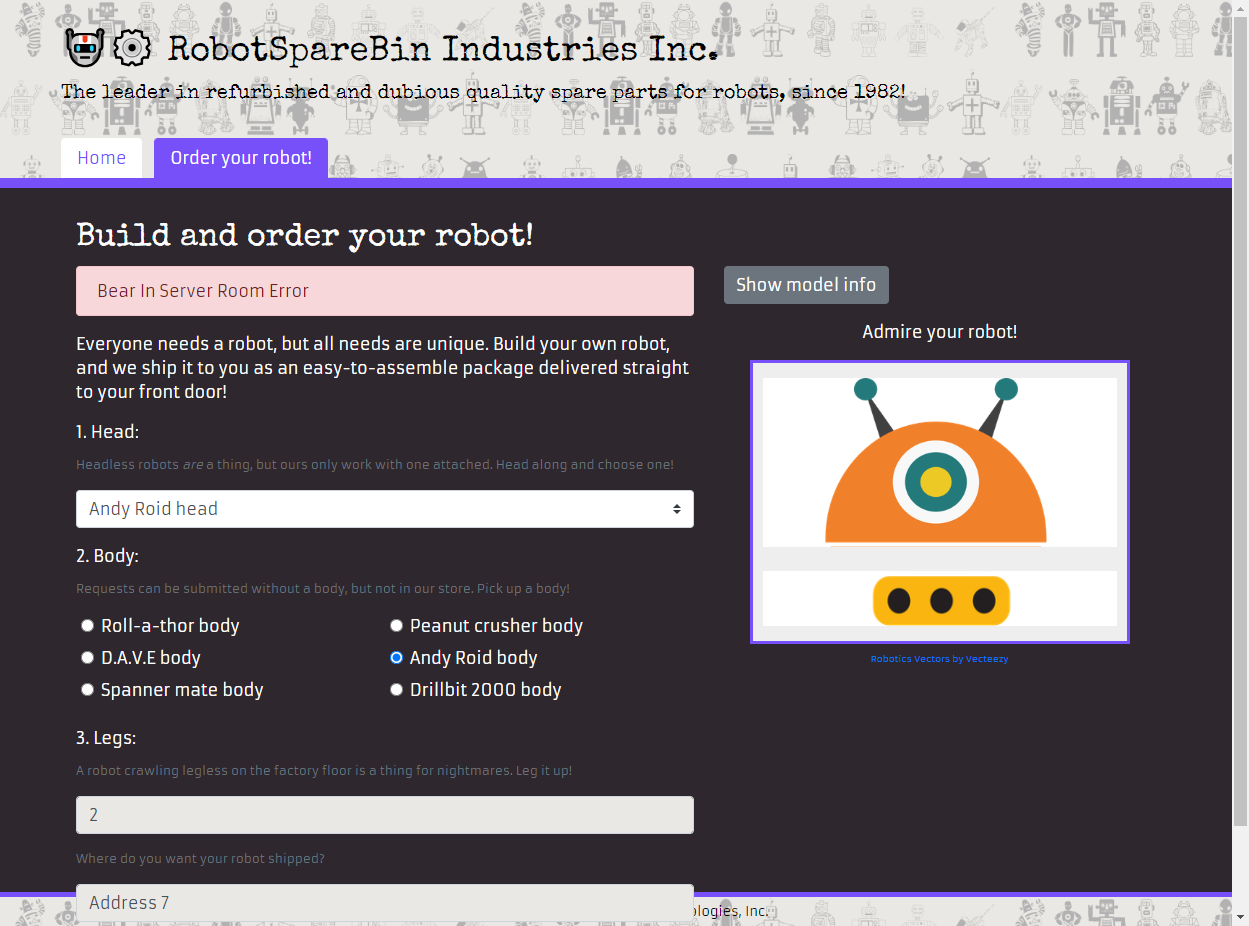 RobotSpareBin Industries Inc.
The leader in refurbished and dubious quality spare parts for robots, since 1982!
Home
Order your robot!
Build and order your robot!
Bear In Server Room Error
Everyone needs a robot, but all needs are unique. Build your own robot,
and we ship it to you as an easy-to-assemble package delivered straight
to your front door!
1. Head:
Headless robots are a thing, but ours only work with one attached. Head along and choose one!
Andy Roid head
2. Body:
Requests can be submitted without a body, but not in our store. Pick up a body!
Roll-a-thor body
Peanut crusher body
D.A.V.E body
Andy Roid body
Spanner mate body
Drillbit 2000 body
3. Legs:
A robot crawling legless on the factory floor is a thing for nightmares. Leg it up!
2
Where do you want your robot shipped?
Address 7
Show model info
Admire your robot!
Robotics Vectors by Vecteezy
ologies, Inc.